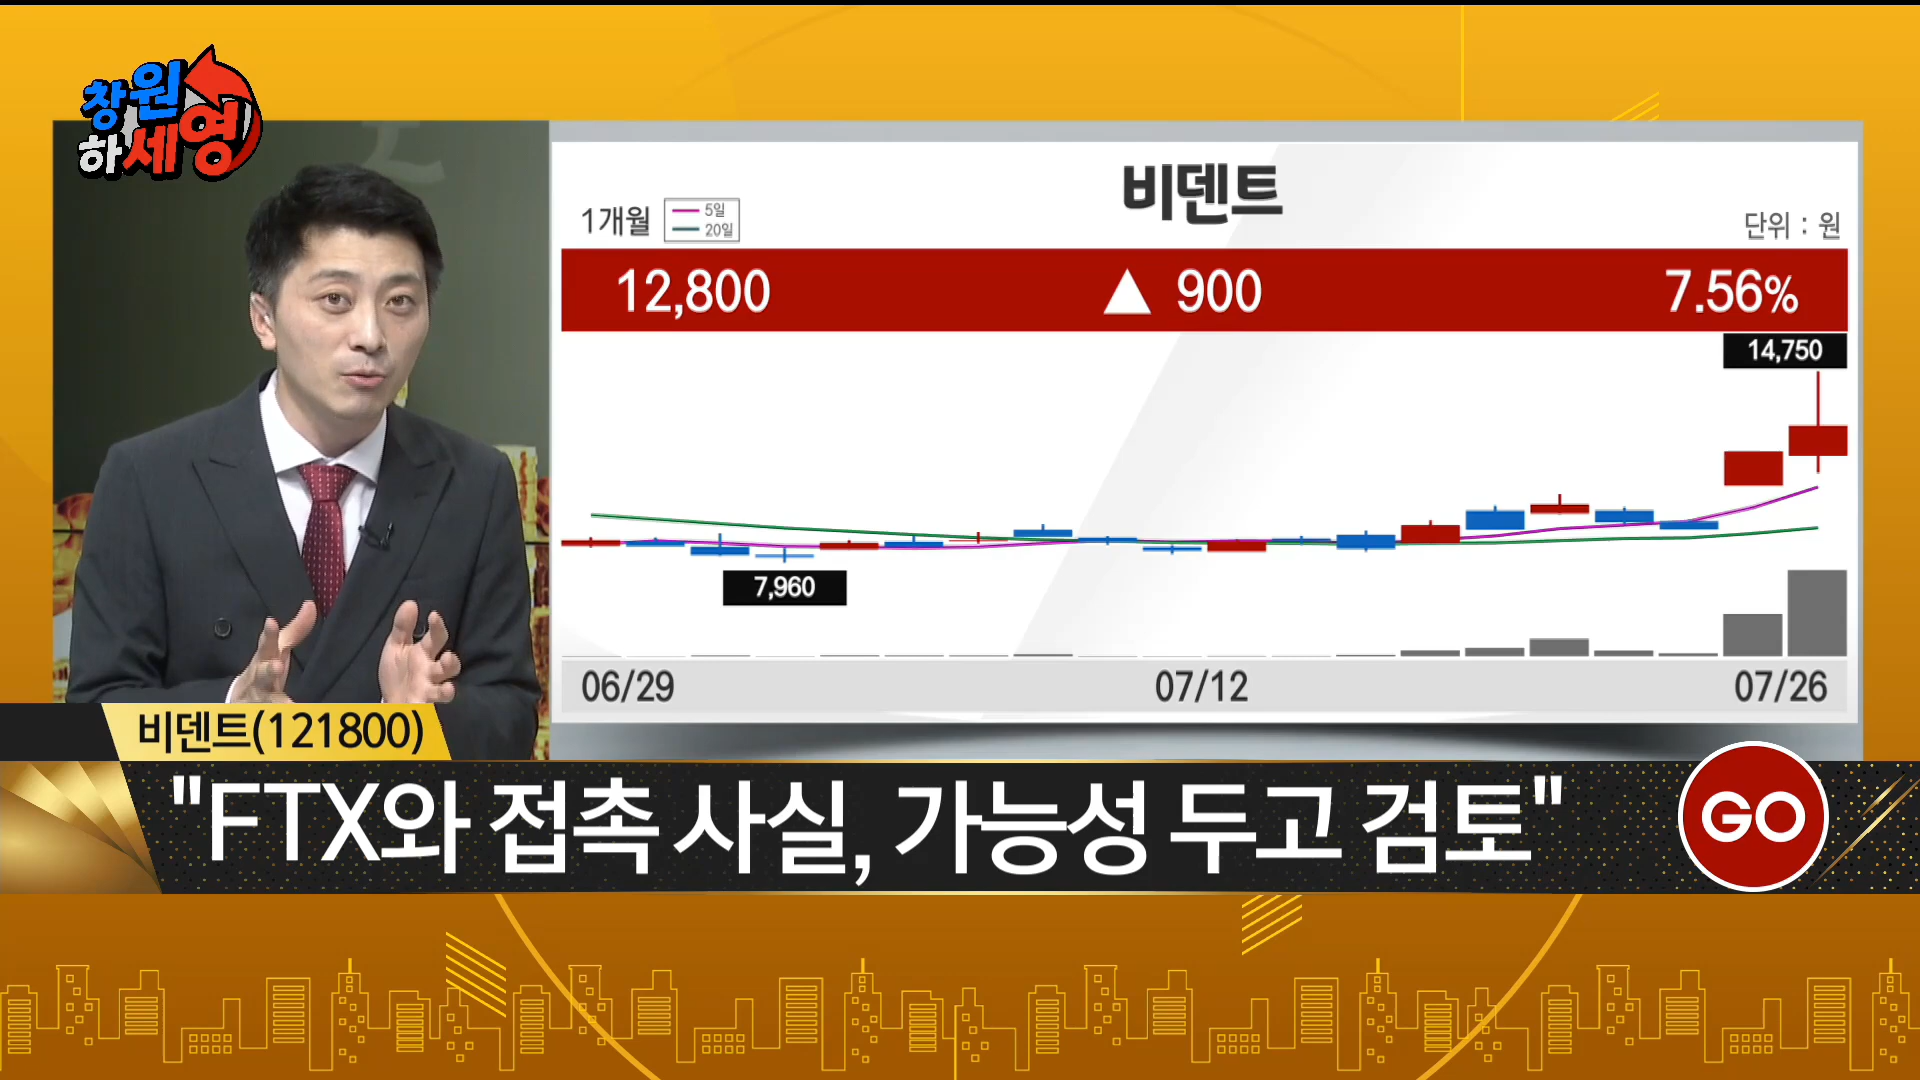 창원
하세영
비덴트
1개월
5일
20일
단위 : 원
12,800 ▲ 900 7.56%
14,750
7,960
06/29 07/12 07/26
비덴트(121800)
"FTX와 접촉 사실, 가능성 두고 검토"
GO